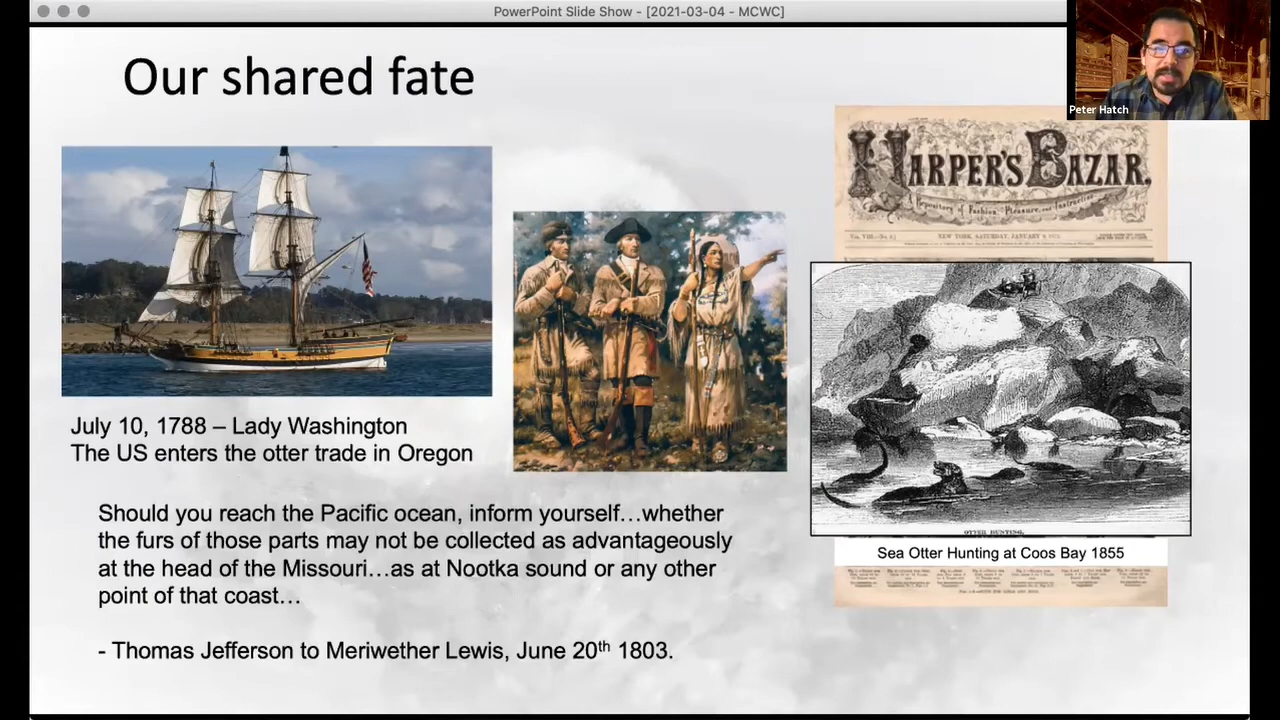 PowerPoint Slide Show - [2021-03-04 - MCWC]
Peter Hatch
Our shared fate
HARPER'S BAZAR.
Repository of Fashion, Pleasure, and Instruction
NEW YORK, SATURDAY, JANUARY
OTTER HUNTING.
Sea Otter Hunting at Coos Bay 1855
July 10, 1788 – Lady Washington
The US enters the otter trade in Oregon
Should you reach the Pacific ocean, inform yourself…whether
the furs of those parts may not be collected as advantageously
at the head of the Missouri…as at Nootka sound or any other
point of that coast…
- Thomas Jefferson to Meriwether Lewis, June 20th 1803.